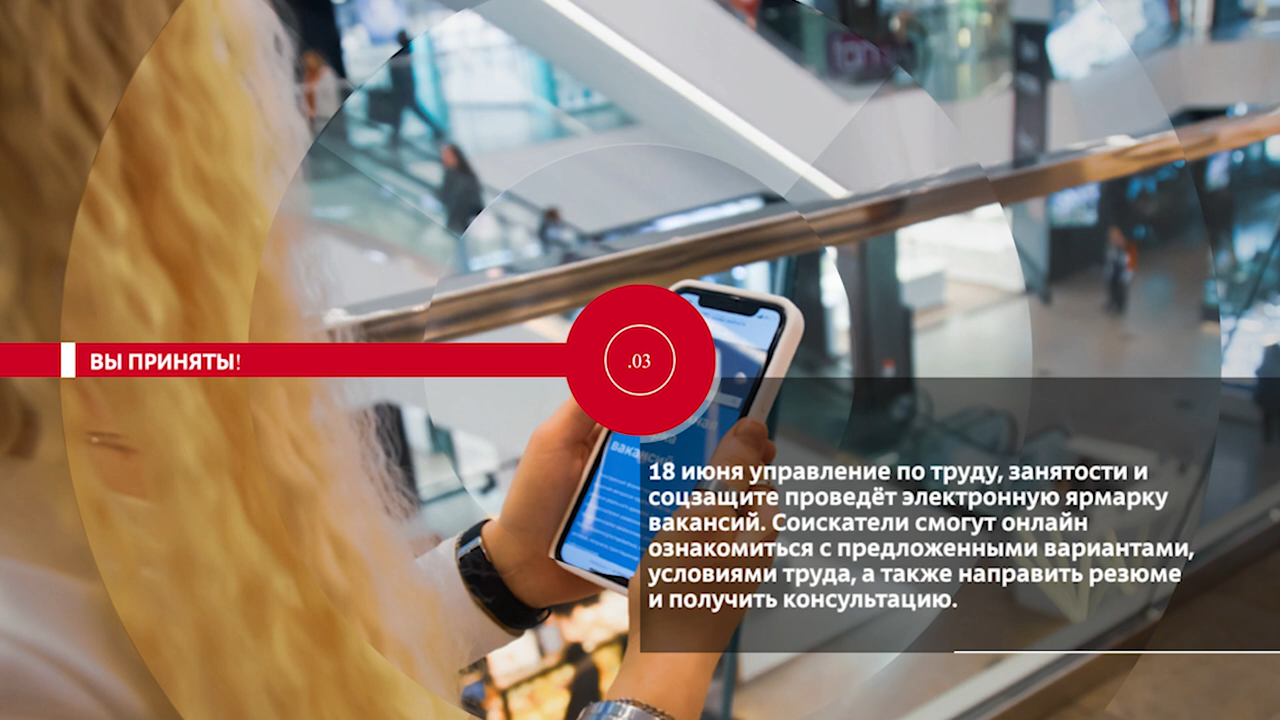 ВЫ ПРИНЯТЫ!
.03
вакансий
18 июня управление по труду, занятости и
соцзащите проведёт электронную ярмарку
вакансий. Соискатели смогут онлайн
ознакомиться с предложенными вариантами,
условиями труда, а также направить резюме
и получить консультацию.